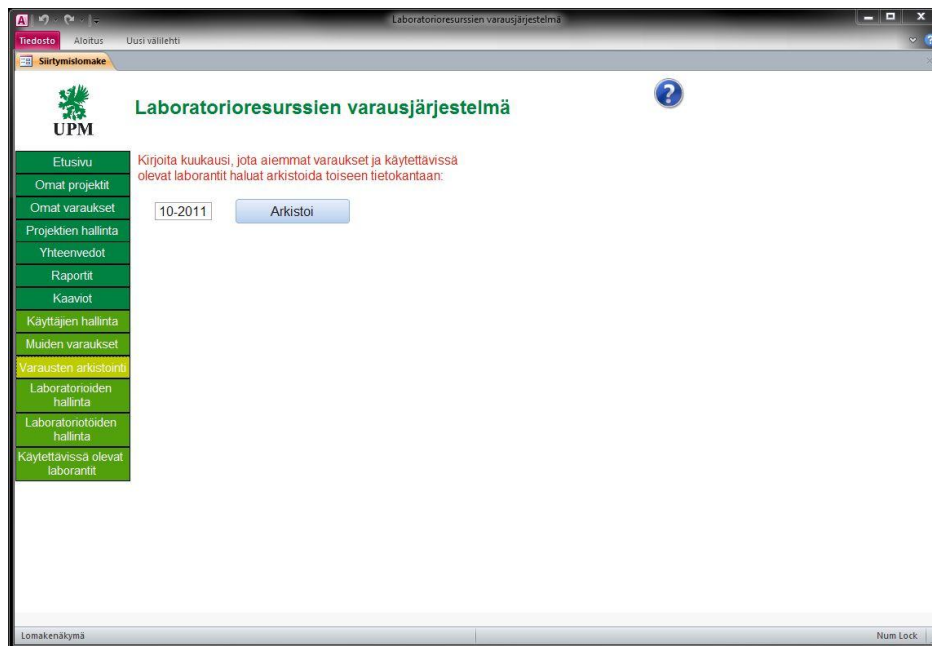 Laboratorioresurssien varausjärjestelmä
Tiedosto Aloitus Uusi välilehti
Siirtymislomake
UPM
Laboratorioresurssien varausjärjestelmä
?
Etusivu
Omat projektit
Omat varaukset
Projektien hallinta
Yhteenvedot
Raportit
Kaaviot
Käyttäjien hallinta
Muiden varaukset
Varausten arkistointi
Laboratorioiden
hallinta
Laboratoriotöiden
hallinta
Käytettävissä olevat
laborantit
Kirjoita kuukausi, jota aiemmat varaukset ja käytettävissä
olevat laborantit haluat arkistoida toiseen tietokantaan:
10-2011 Arkistoi
Lomakenäkymä Num Lock